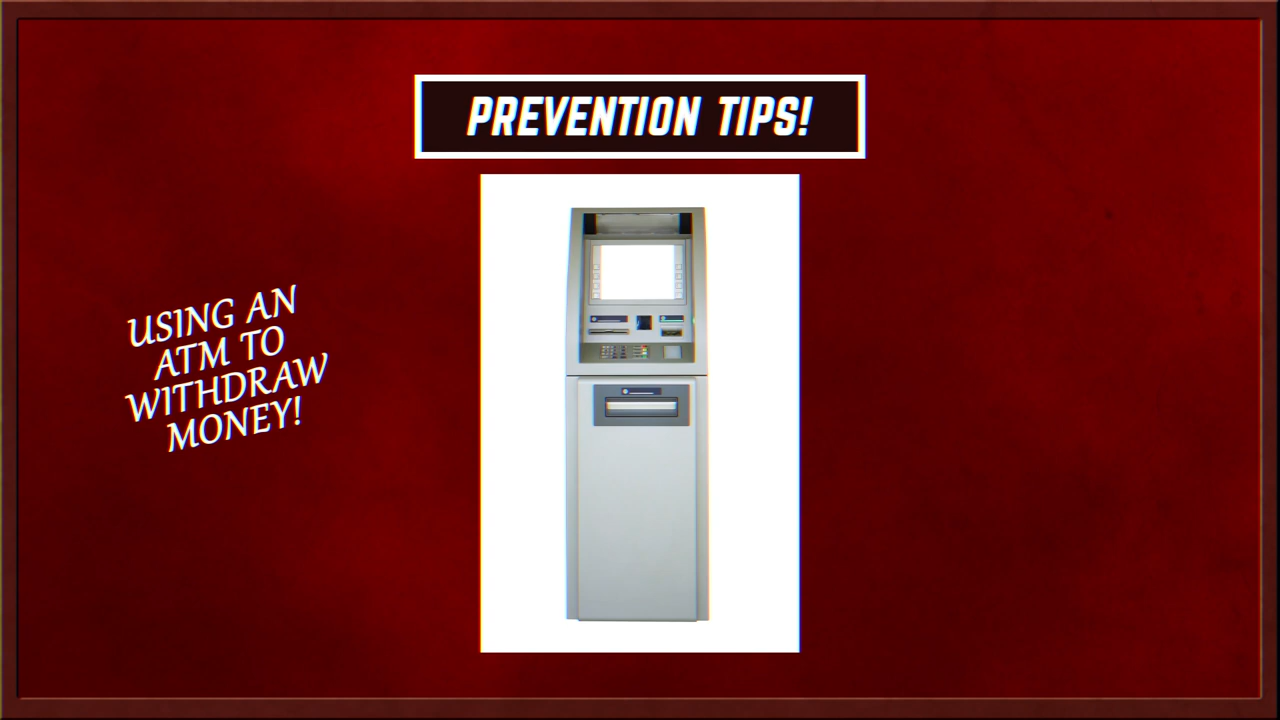 PREVENTION TIPS!
USING AN
ATM TO
WITHDRAW
MONEY!